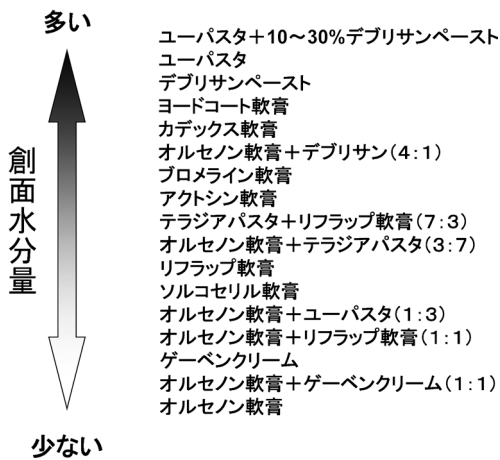 多い
創面水分量
少ない
ユーパスタ＋10～30%デブリサンペースト
ユーパスタ
デブリサンペースト
ヨードコート軟膏
カデックス軟膏
オルセノン軟膏＋デブリサン(4：1)
ブロメライン軟膏
アクトシン軟膏
テラジアパスタ＋リフラップ軟膏(7：3)
オルセノン軟膏＋テラジアパスタ(3：7)
リフラップ軟膏
ソルコセリル軟膏
オルセノン軟膏＋ユーパスタ(1：3)
オルセノン軟膏＋リフラップ軟膏(1：1)
ゲーベンクリーム
オルセノン軟膏＋ゲーベンクリーム(1：1)
オルセノン軟膏